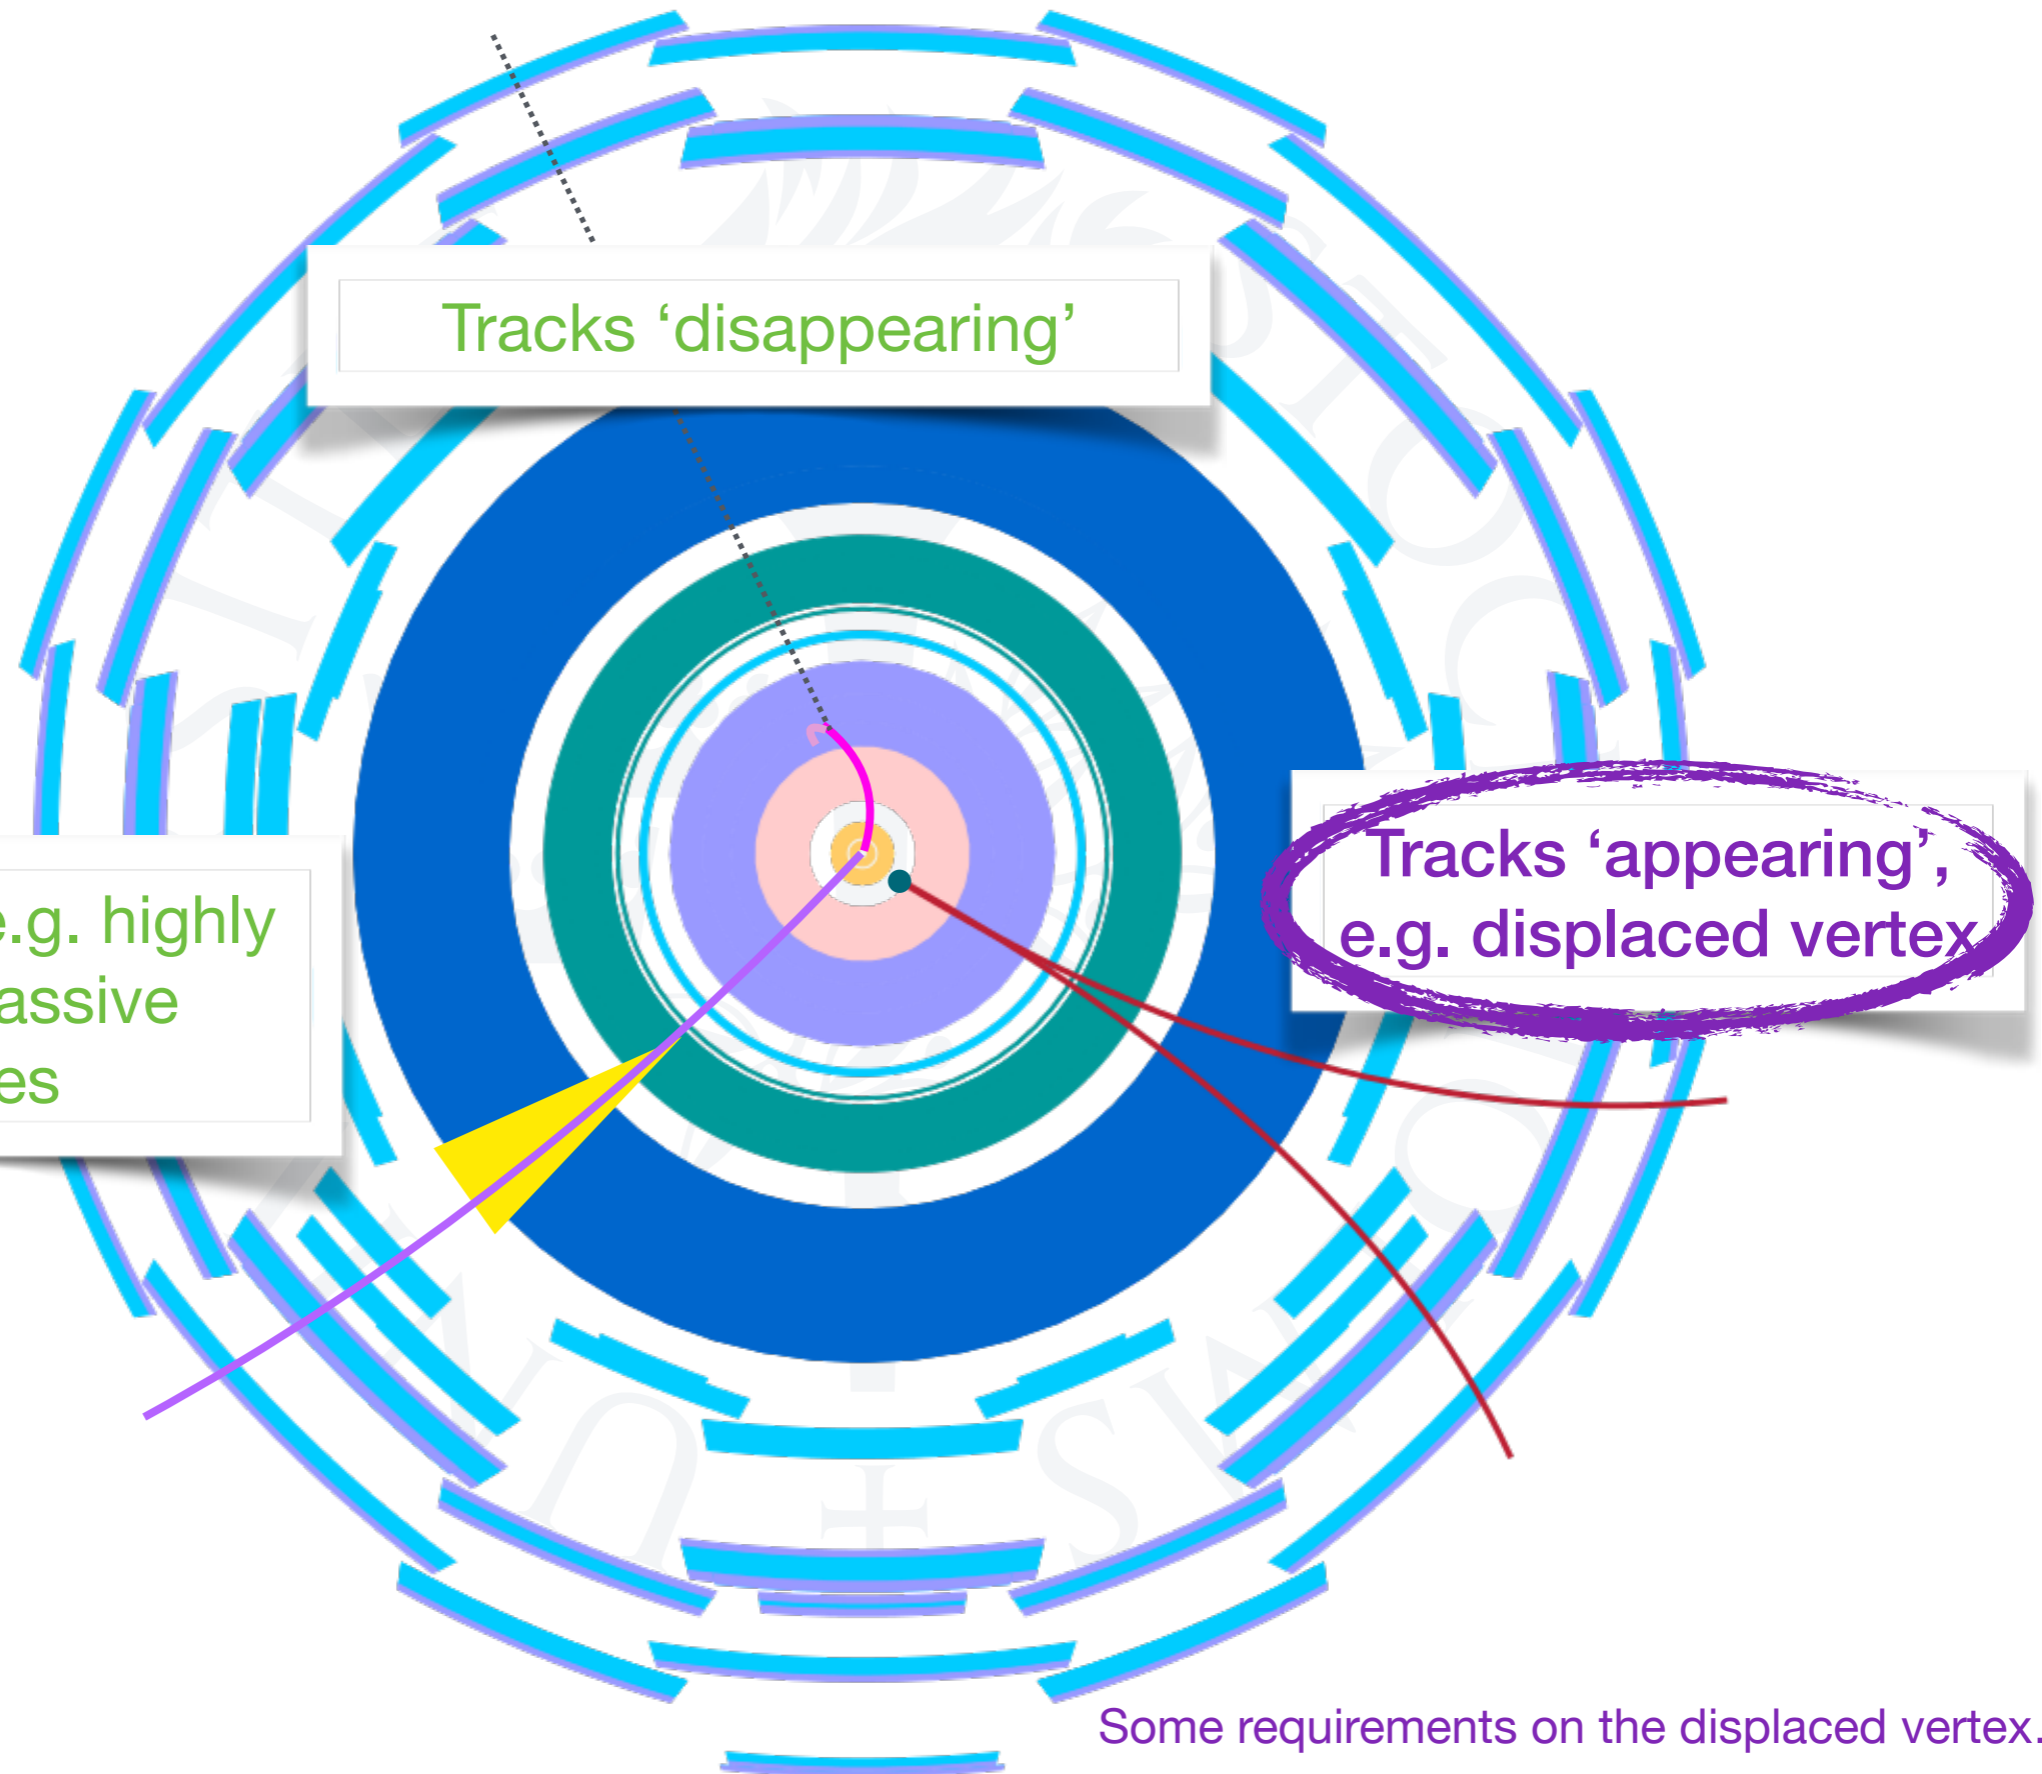 Tracks ‘disappearing’
Tracks ‘appearing’,
e.g. displaced vertex
e.g. highly
assive
es
Some requirements on the displaced vertex.